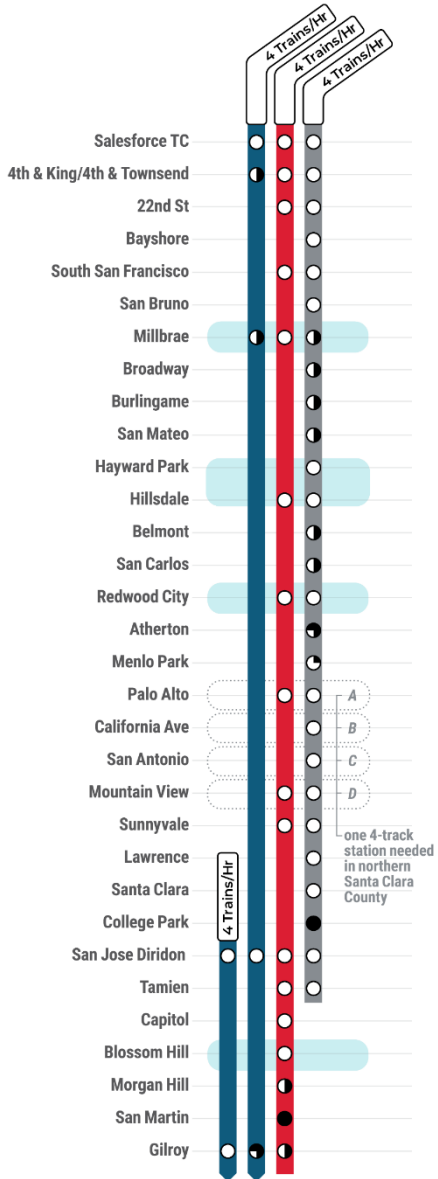 4 Trains/Hr
4 Trains/Hr
4 Trains/Hr
Salesforce TC
4th & King/4th & Townsend
22nd St
Bayshore
South San Francisco
San Bruno
Millbrae
Broadway
Burlingame
San Mateo
Hayward Park
Hillsdale
Belmont
San Carlos
Redwood City
Atherton
Menlo Park
Palo Alto
A
California Ave
B
San Antonio
C
Mountain View
D
Sunnyvale
one 4-track
station needed
in northern
Santa Clara
County
Lawrence
Santa Clara
4 Trains/Hr
College Park
San Jose Diridon
Tamien
Capitol
Blossom Hill
Morgan Hill
San Martin
Gilroy